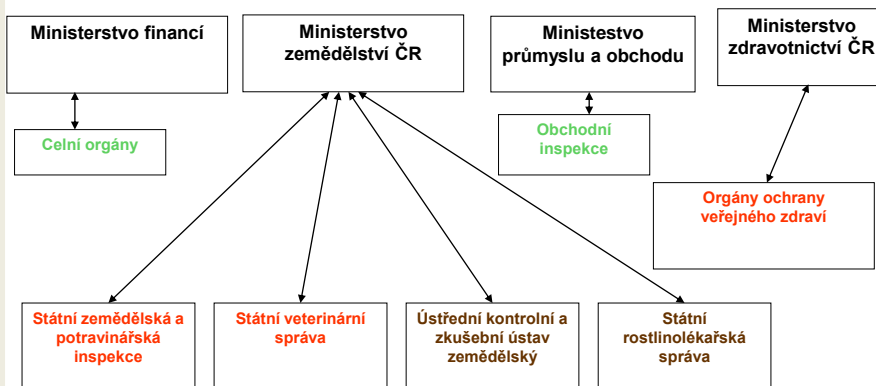 Ministerstvo financí
Ministerstvo
zemědělství ČR
Ministestvo
průmyslu a obchodu
Ministerstvo
zdravotnictví ČR
Celní orgány
Obchodní
inspekce
Orgány ochrany
veřejného zdraví
Státní zemědělská a
potravinářská
inspekce
Státní veterinární
správa
Ústřední kontrolní a
zkušební ústav
zemědělský
Státní
rostlinolékařská
správa